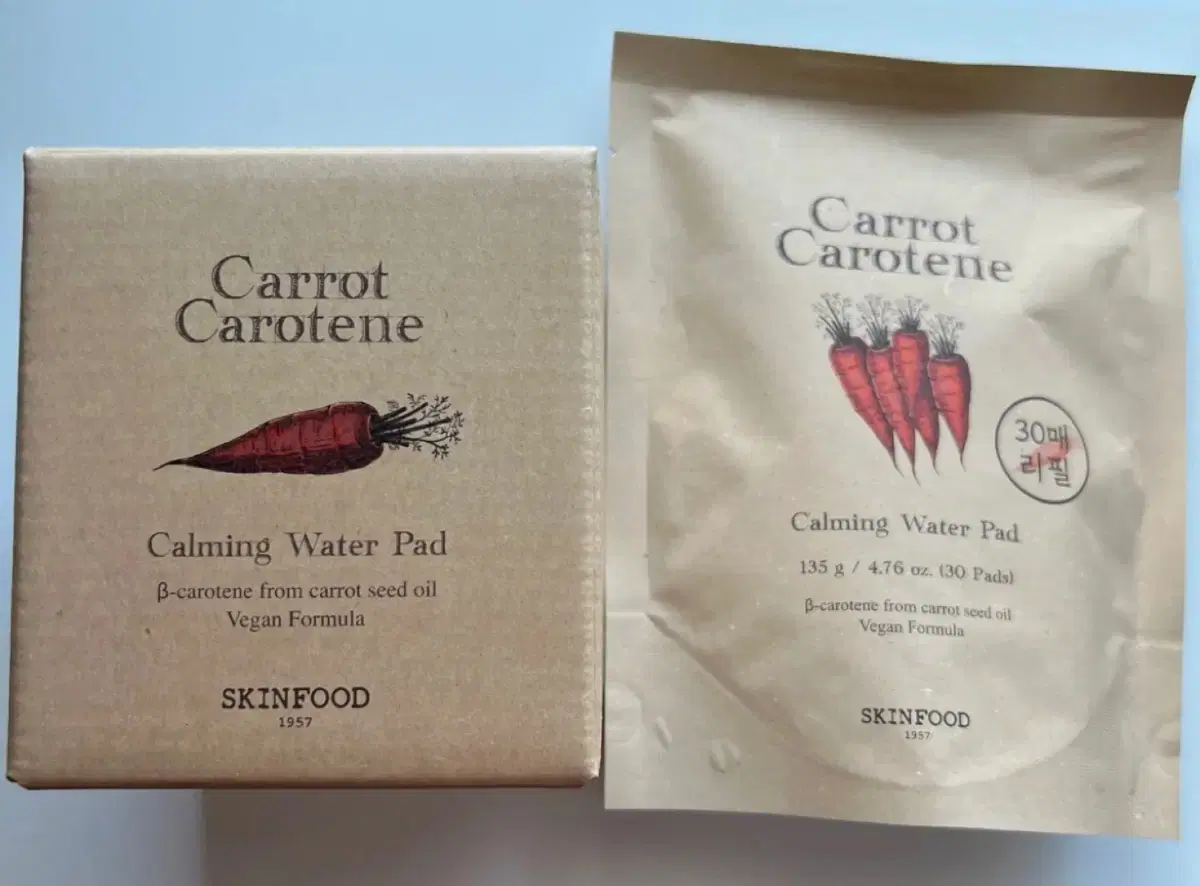 Carrot
Carotene
Calming Water Pad
β-carotene from carrot seed oil
Vegan Formula
SKINFOOD
1957
Carrot
Carotene
30매
리필
Calming Water Pad
135 g / 4.76 oz. (30 Pads)
β-carotene from carrot seed oil
Vegan Formula
SKINFOOD
1957